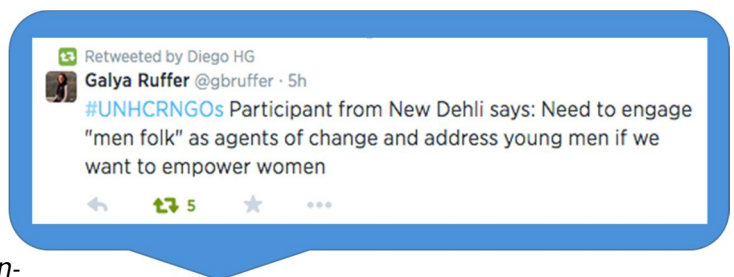 Retweeted by Diego HG
Galya Ruffer @gbruffer · 5h
#UNHCRNGOs Participant from New Dehli says: Need to engage
"men folk" as agents of change and address young men if we
want to empower women
5
n-